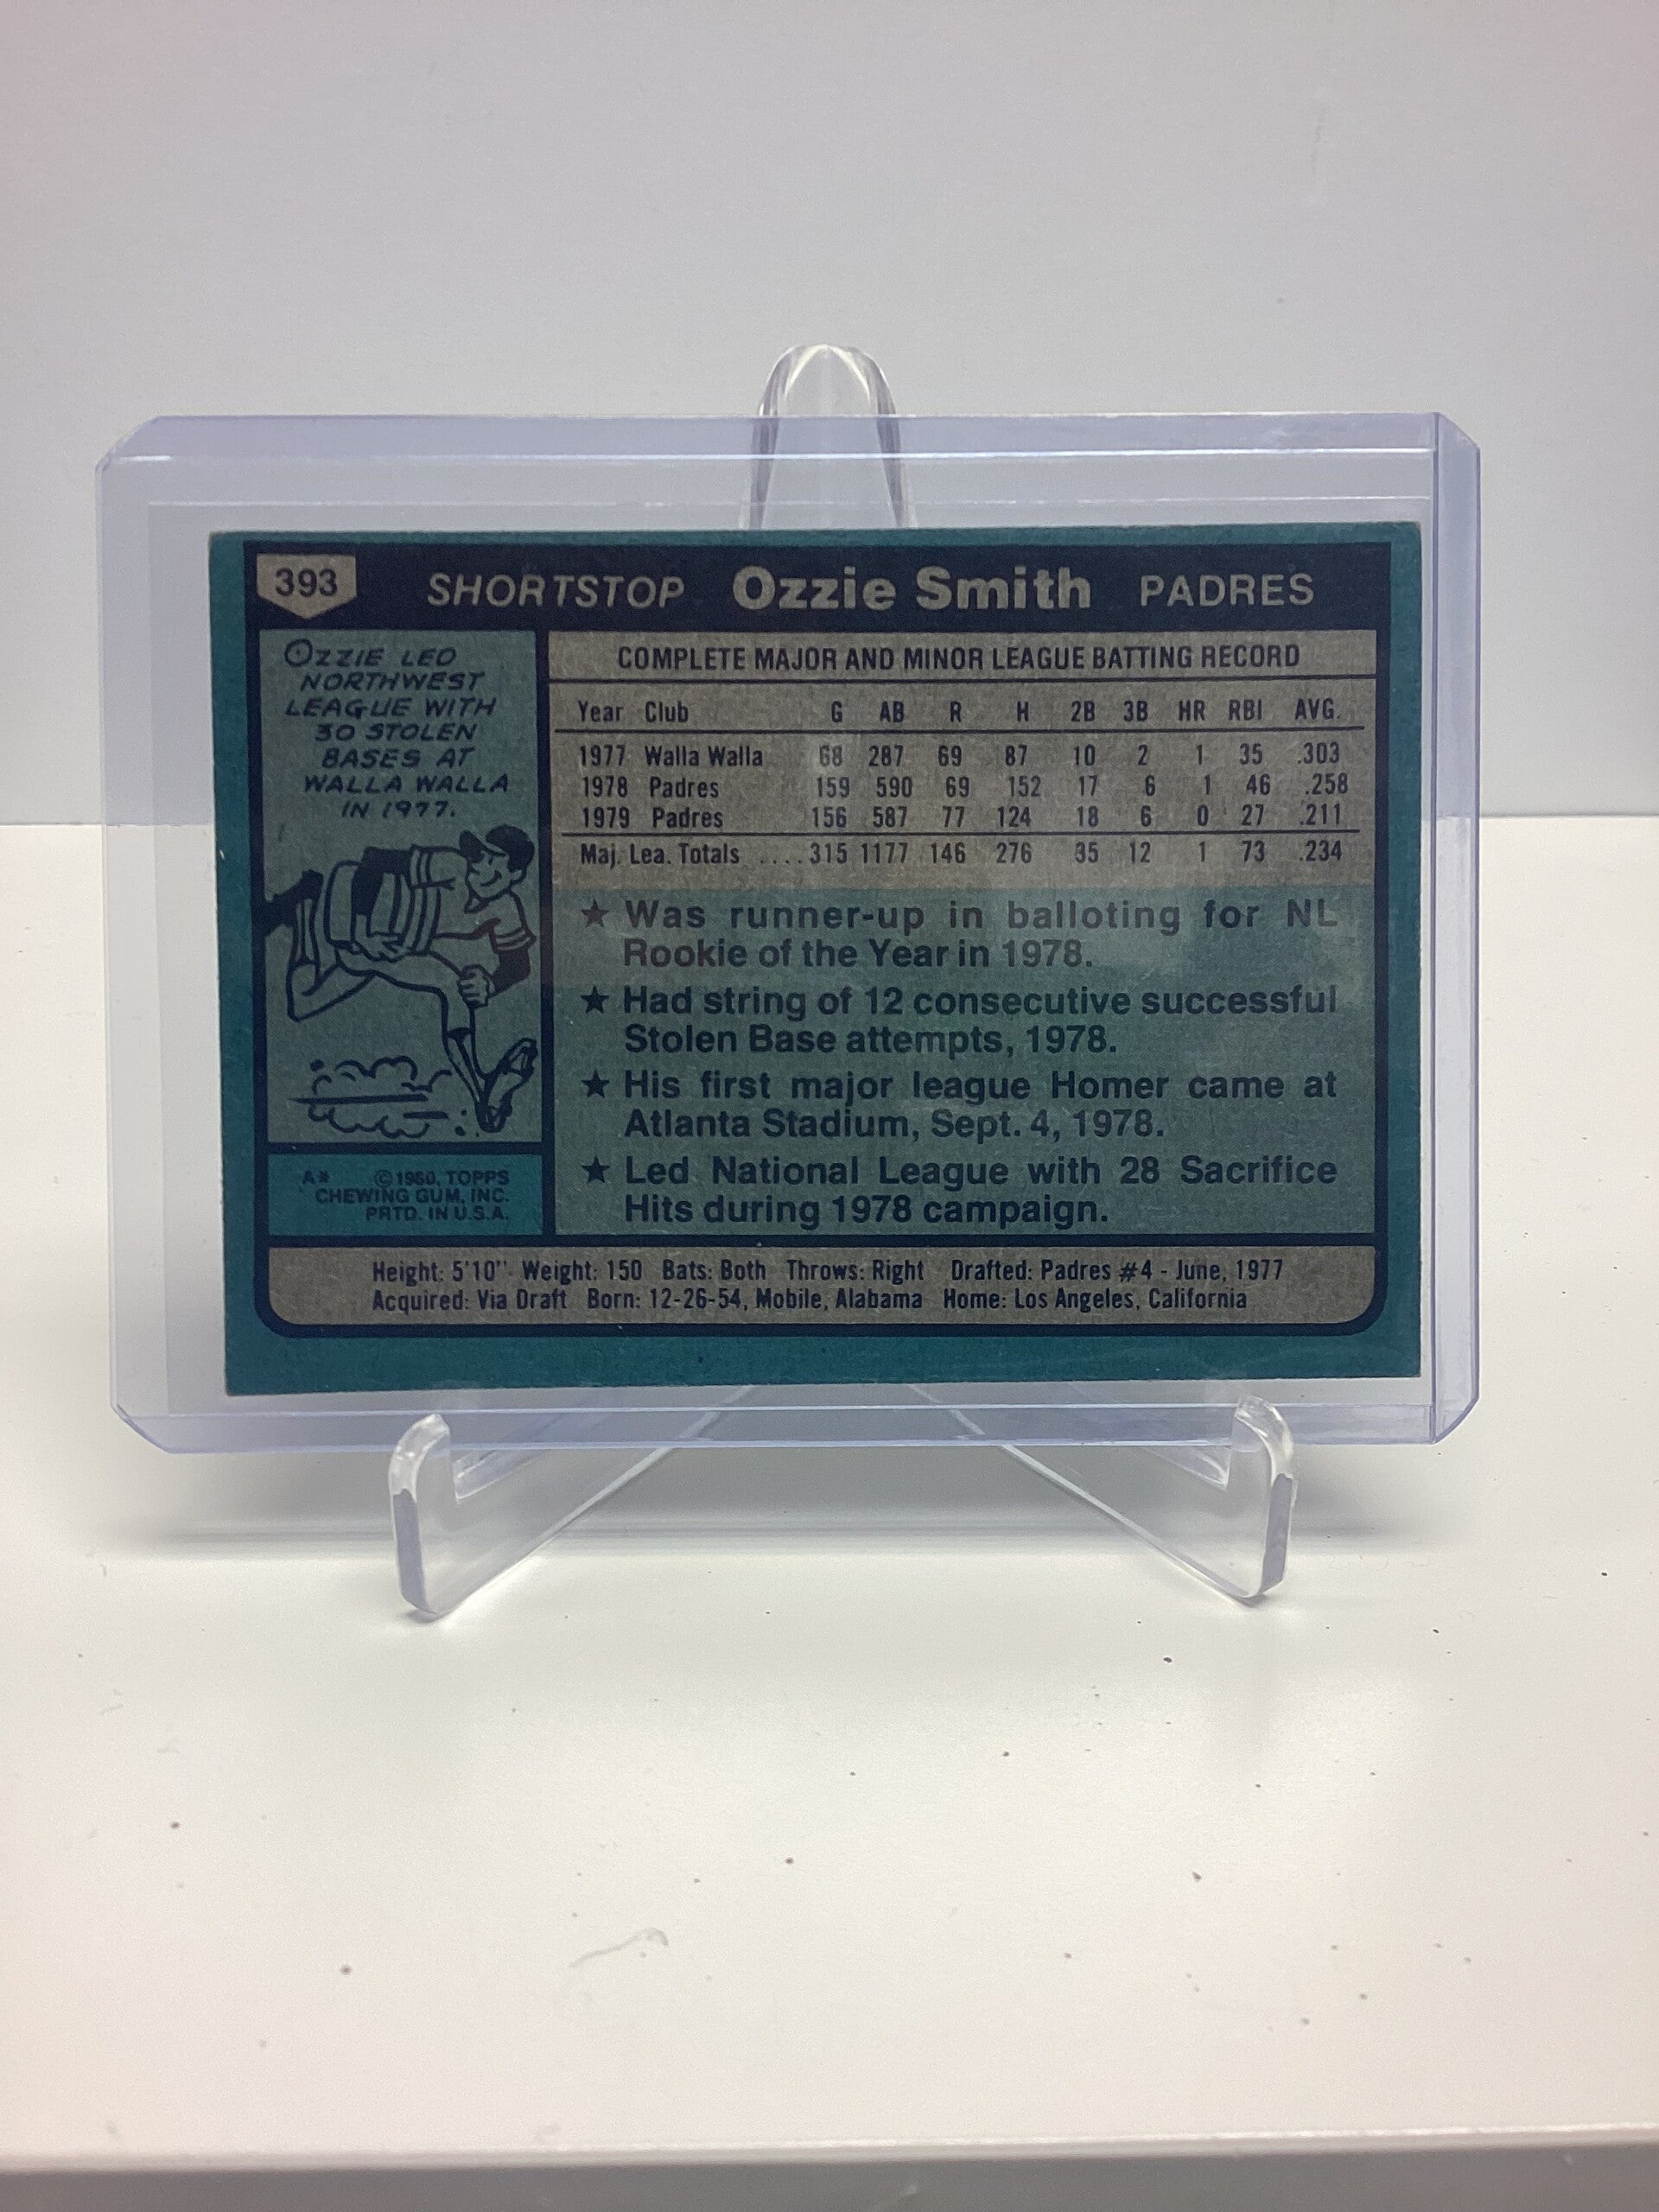 393 SHORTSTOP Ozzie Smith PADRES
OZZIE LED
NORTHWEST
LEAGUE WITH
30 STOLEN
BASES AT
WALLA WALLA
IN 1977.
A* ©1980, TOPPS
CHEWING GUM, INC.
PRTD. IN U.S.A.
COMPLETE MAJOR AND MINOR LEAGUE BATTING RECORD
Year Club G AB R H 2B 3B HR RBI AVG.
1977 Walla Walla 68 287 69 87 10 2 1 35 .303
1978 Padres 159 590 69 152 17 6 1 46 .258
1979 Padres 156 587 77 124 18 6 0 27 .211
Maj. Lea. Totals .... 315 1177 146 276 35 12 1 73 .234
★ Was runner-up in balloting for NL
Rookie of the Year in 1978.
★ Had string of 12 consecutive successful
Stolen Base attempts, 1978.
★ His first major league Homer came at
Atlanta Stadium, Sept. 4, 1978.
★ Led National League with 28 Sacrifice
Hits during 1978 campaign.
Height: 5'10" Weight: 150 Bats: Both Throws: Right Drafted: Padres #4 - June, 1977
Acquired: Via Draft Born: 12-26-54, Mobile, Alabama Home: Los Angeles, California